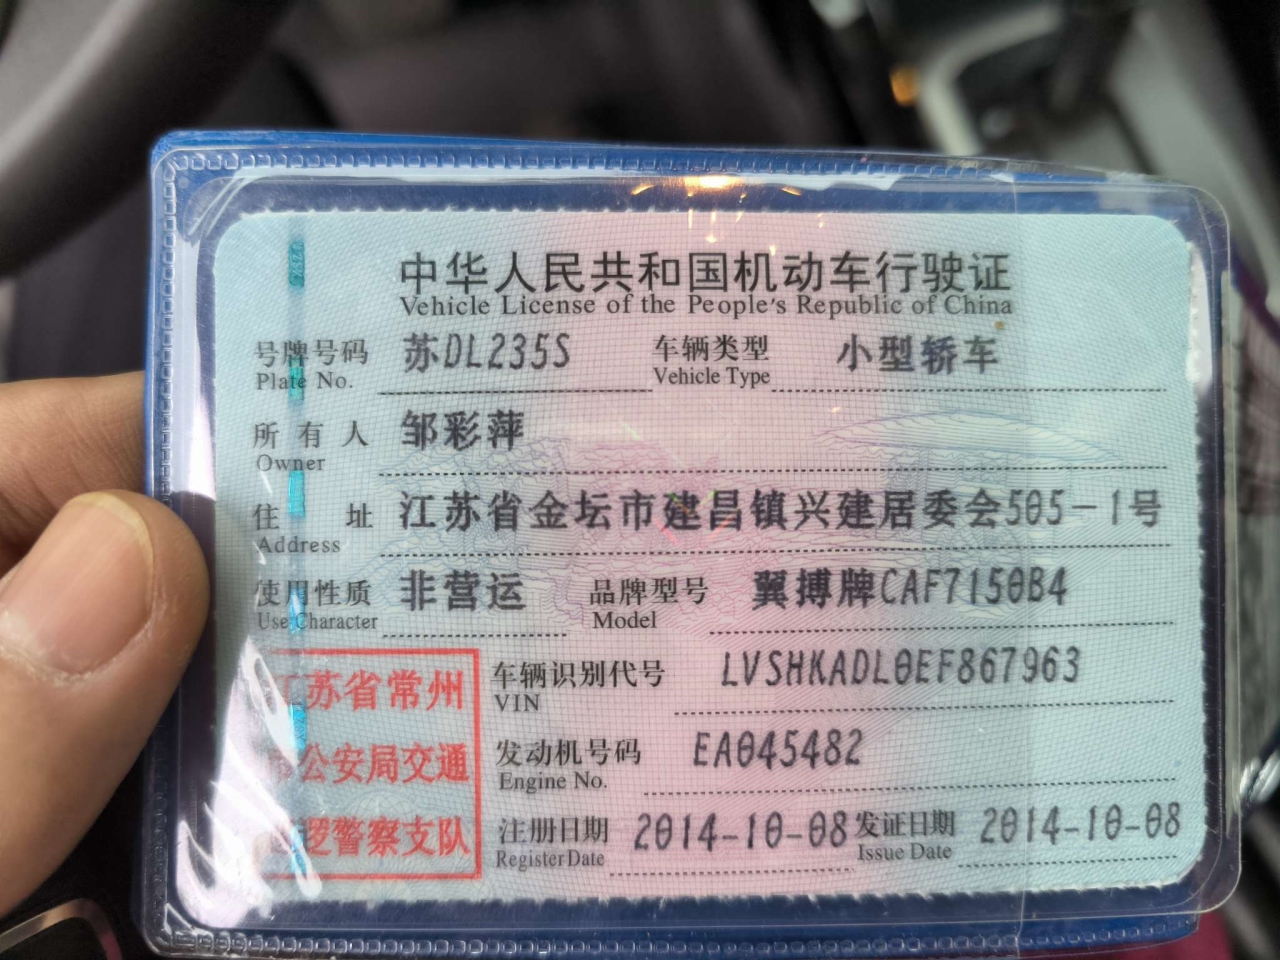 中华人民共和国机动车行驶证
Vehicle License of the People's Republic of China
号牌号码 苏DL235S 车辆类型 小型轿车
Plate No. Vehicle Type
所有人 邹彩萍
Owner
住址 江苏省金坛市建昌镇兴建居委会505-1号
Address
使用性质 非营运 品牌型号 翼搏牌CAF7150B4
Use Character Model
江苏省常州
公安局交通
逻警察支队
车辆识别代号 LVSHKADL0EF867963
VIN
发动机号码 EA045482
Engine No.
注册日期 2014-10-08 发证日期 2014-10-08
Register Date Issue Date